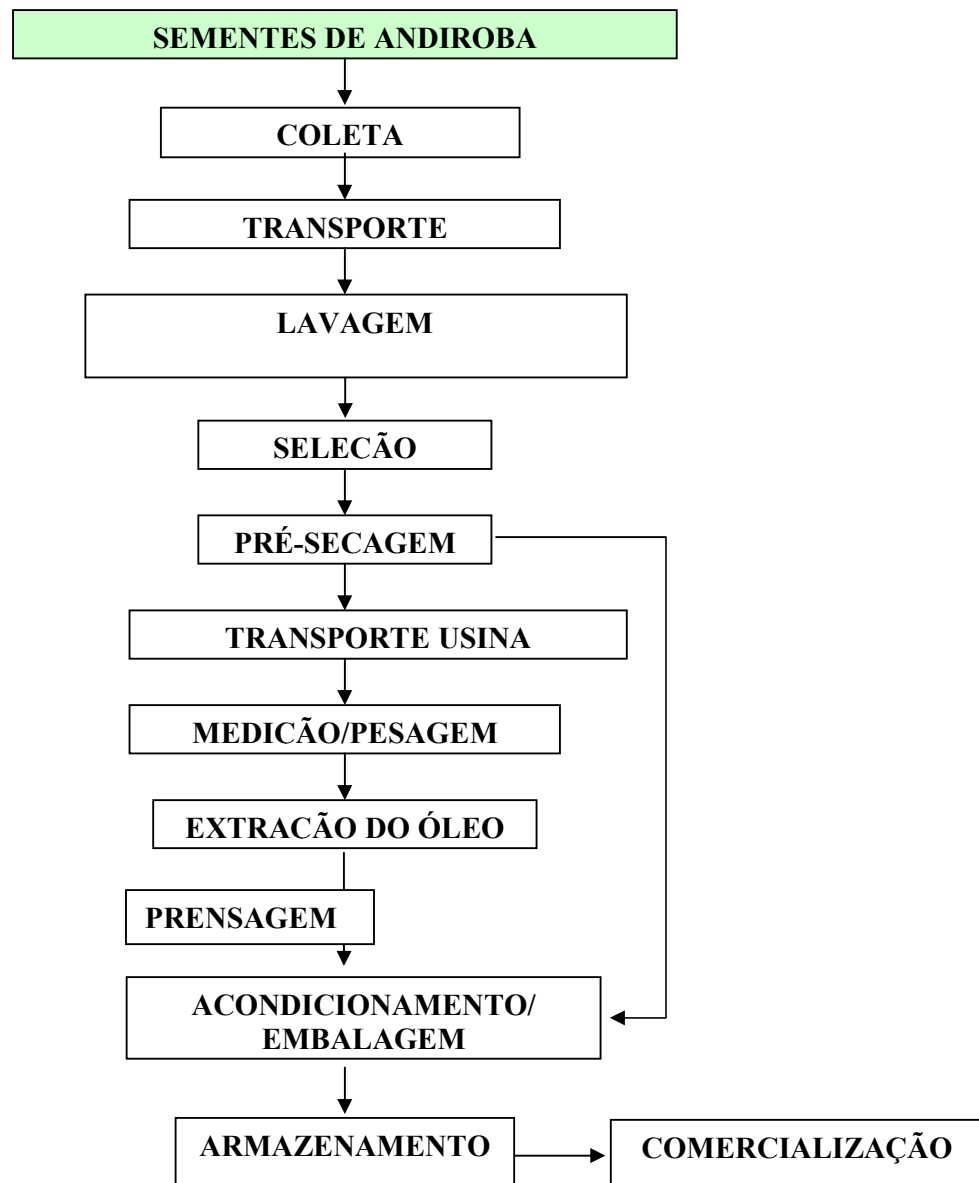 SEMENTES DE ANDIROBA
COLETA
TRANSPORTE
LAVAGEM
SELECÃO
PRÉ-SECAGEM
TRANSPORTE USINA
MEDICÃO/PESAGEM
EXTRACÃO DO ÓLEO
PRENSAGEM
ACONDICIONAMENTO/
EMBALAGEM
ARMAZENAMENTO
COMERCIALIZAÇÃO